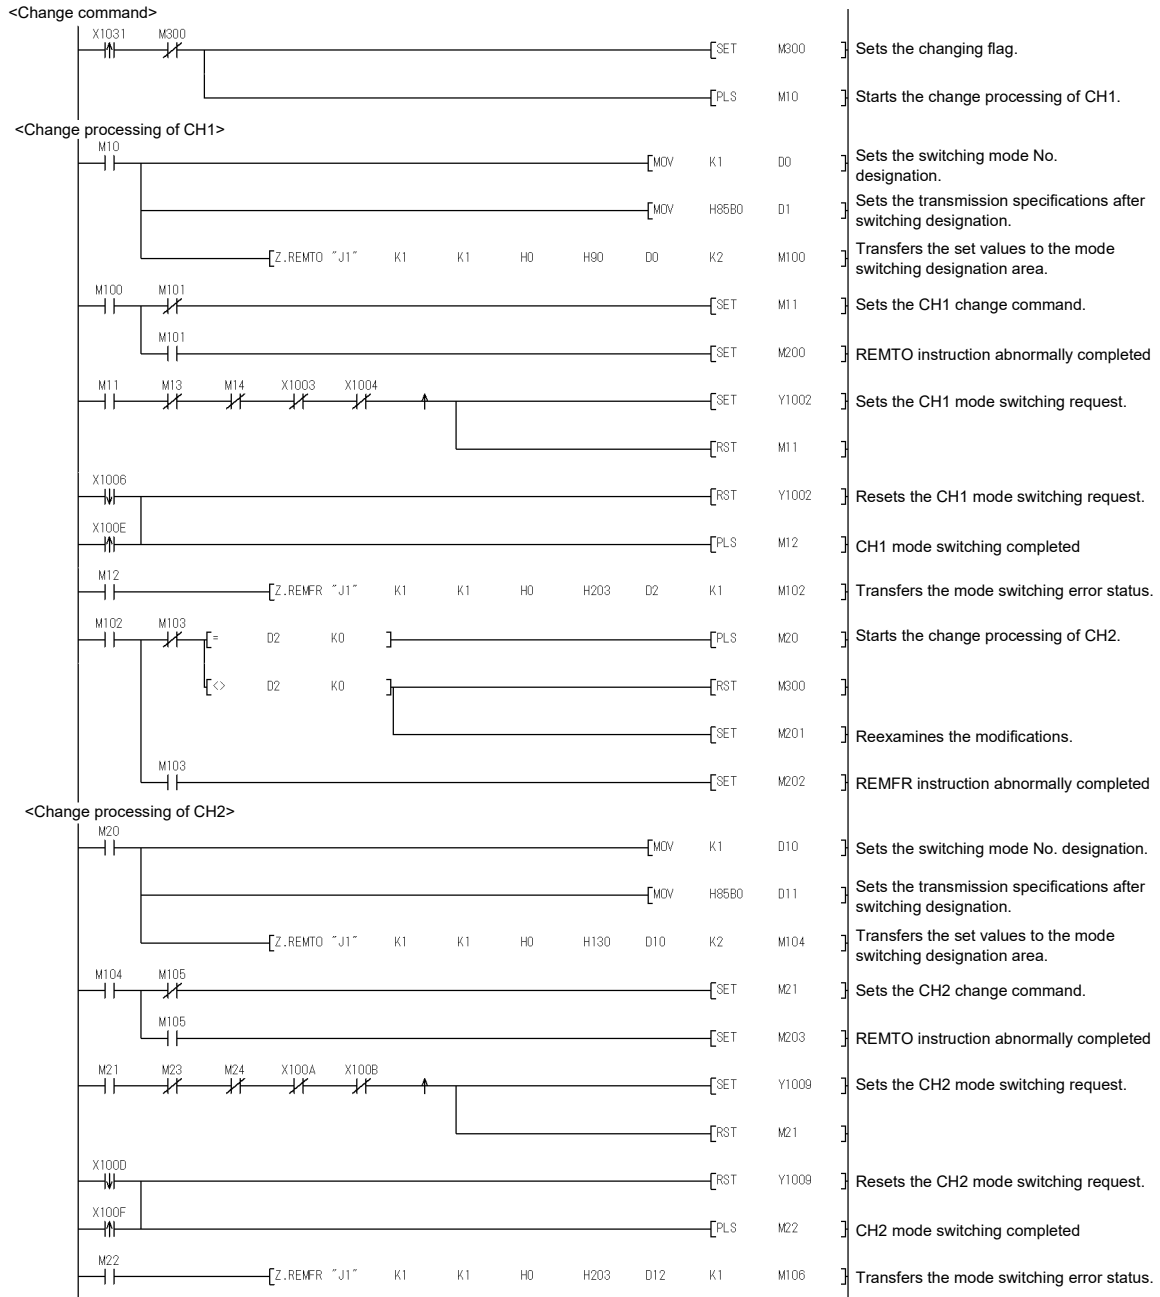 <Change command>
X1031 M300
SET M300 Sets the changing flag.
PLS M10 Starts the change processing of CH1.
<Change processing of CH1>
M10
MOV K1 D0 Sets the switching mode No.
designation.
MOV H85B0 D1 Sets the transmission specifications after
switching designation.
Z.REMTO "J1" K1 K1 H0 H90 D0 K2 M100 Transfers the set values to the mode
switching designation area.
M100 M101
SET M11 Sets the CH1 change command.
M101
SET M200 REMTO instruction abnormally completed
M11 M13 M14 X1003 X1004
SET Y1002 Sets the CH1 mode switching request.
RST M11
X1006
RST Y1002 Resets the CH1 mode switching request.
X100E
PLS M12 CH1 mode switching completed
M12
Z.REMFR "J1" K1 K1 H0 H203 D2 K1 M102 Transfers the mode switching error status.
M102 M103
= D2 K0 PLS M20 Starts the change processing of CH2.
<> D2 K0 RST M300
SET M201 Reexamines the modifications.
M103
SET M202 REMFR instruction abnormally completed
<Change processing of CH2>
M20
MOV K1 D10 Sets the switching mode No. designation.
MOV H85B0 D11 Sets the transmission specifications after
switching designation.
Z.REMTO "J1" K1 K1 H0 H130 D10 K2 M104 Transfers the set values to the mode
switching designation area.
M104 M105
SET M21 Sets the CH2 change command.
M105
SET M203 REMTO instruction abnormally completed
M21 M23 M24 X100A X100B
SET Y1009 Sets the CH2 mode switching request.
RST M21
X100D
RST Y1009 Resets the CH2 mode switching request.
X100F
PLS M22 CH2 mode switching completed
M22
Z.REMFR "J1" K1 K1 H0 H203 D12 K1 M106 Transfers the mode switching error status.